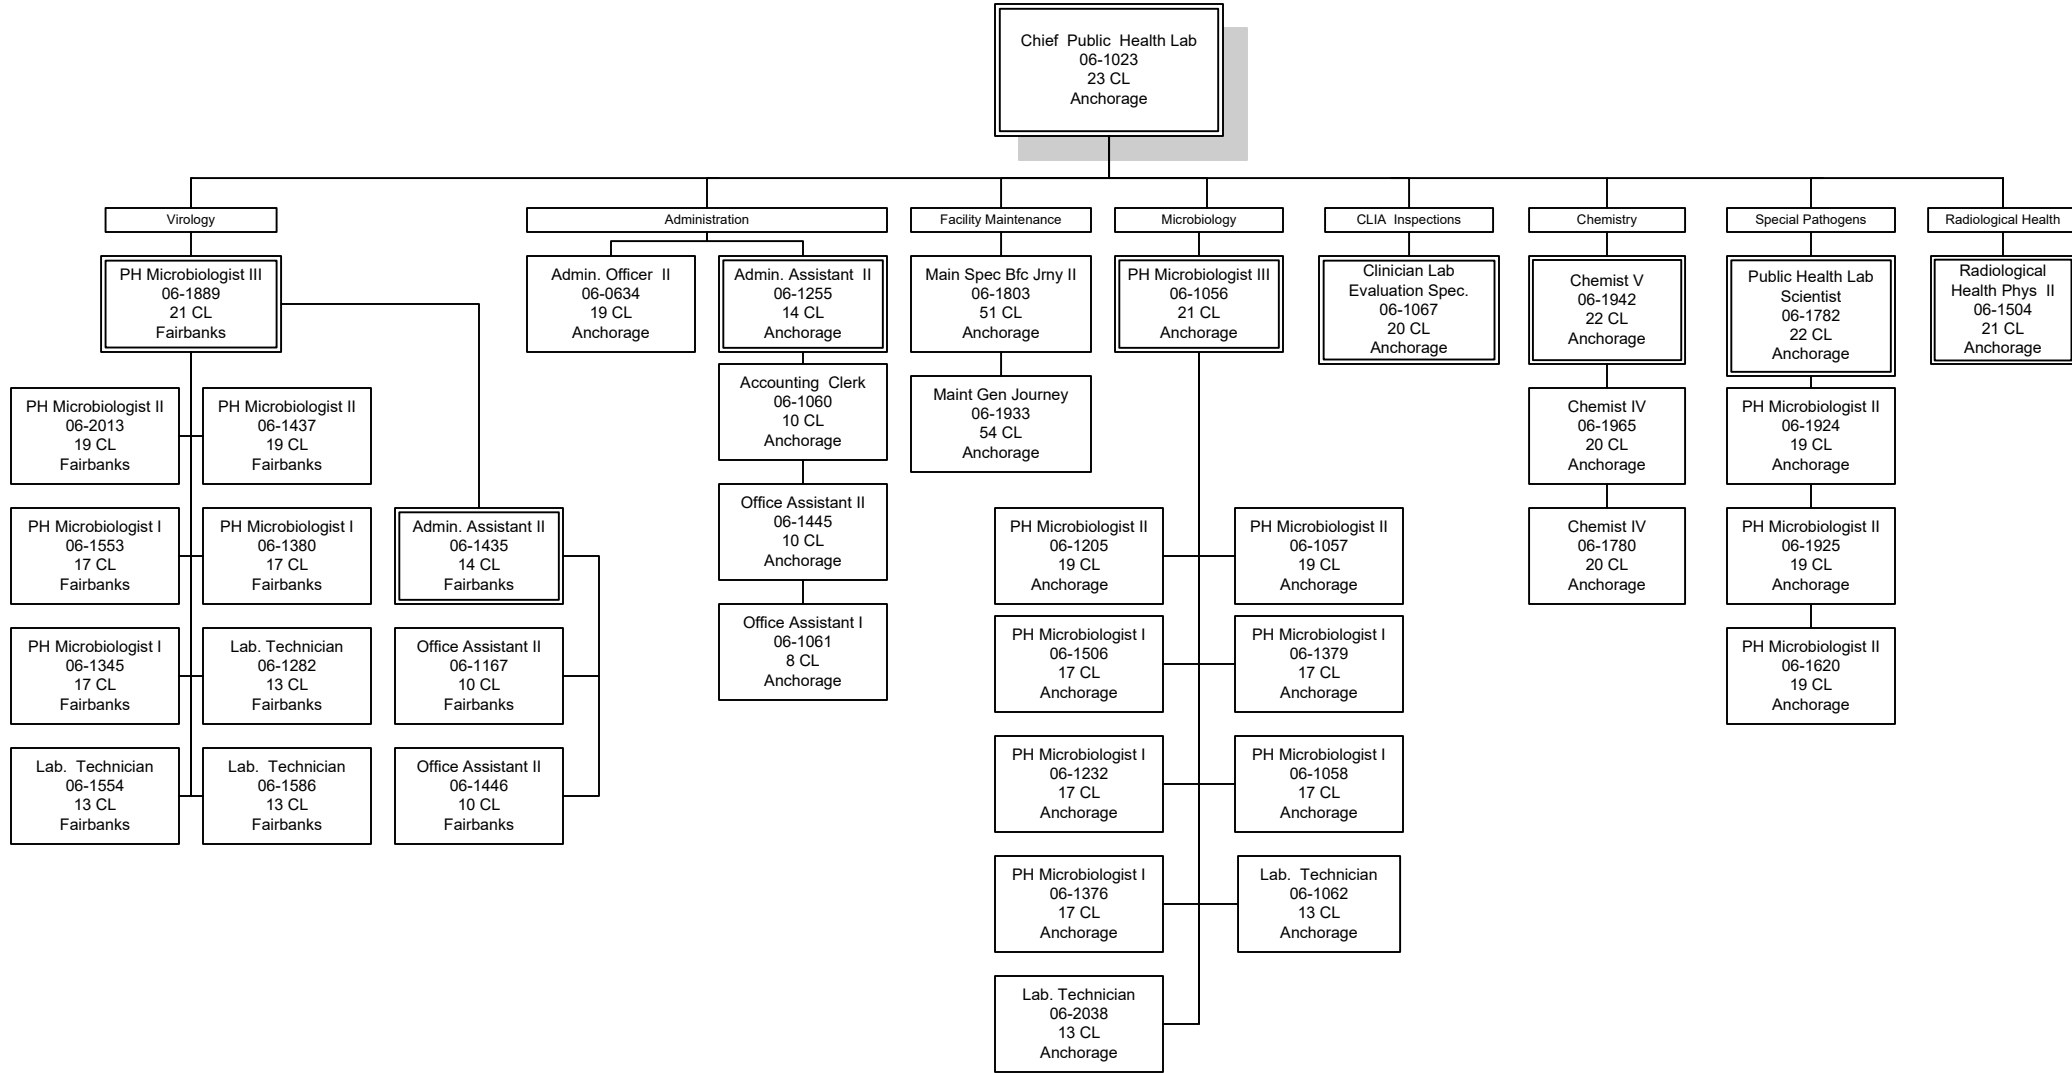 Chief Public Health Lab
06-1023
23 CL
Anchorage
Virology
Administration
Facility Maintenance
Microbiology
CLIA Inspections
Chemistry
Special Pathogens
Radiological Health
PH Microbiologist III
06-1889
21 CL
Fairbanks
Admin. Officer II
06-0634
19 CL
Anchorage
Admin. Assistant II
06-1255
14 CL
Anchorage
Main Spec Bfc Jrny II
06-1803
51 CL
Anchorage
PH Microbiologist III
06-1056
21 CL
Anchorage
Clinician Lab
Evaluation Spec.
06-1067
20 CL
Anchorage
Chemist V
06-1942
22 CL
Anchorage
Public Health Lab
Scientist
06-1782
22 CL
Anchorage
Radiological
Health Phys II
06-1504
21 CL
Anchorage
PH Microbiologist II
06-2013
19 CL
Fairbanks
PH Microbiologist II
06-1437
19 CL
Fairbanks
Accounting Clerk
06-1060
10 CL
Anchorage
Maint Gen Journey
06-1933
54 CL
Anchorage
Chemist IV
06-1965
20 CL
Anchorage
PH Microbiologist II
06-1924
19 CL
Anchorage
PH Microbiologist I
06-1553
17 CL
Fairbanks
PH Microbiologist I
06-1380
17 CL
Fairbanks
Admin. Assistant II
06-1435
14 CL
Fairbanks
Office Assistant II
06-1445
10 CL
Anchorage
PH Microbiologist II
06-1205
19 CL
Anchorage
PH Microbiologist II
06-1057
19 CL
Anchorage
Chemist IV
06-1780
20 CL
Anchorage
PH Microbiologist II
06-1925
19 CL
Anchorage
PH Microbiologist I
06-1345
17 CL
Fairbanks
Lab. Technician
06-1282
13 CL
Fairbanks
Office Assistant II
06-1167
10 CL
Fairbanks
Office Assistant I
06-1061
8 CL
Anchorage
PH Microbiologist I
06-1506
17 CL
Anchorage
PH Microbiologist I
06-1379
17 CL
Anchorage
PH Microbiologist II
06-1620
19 CL
Anchorage
Lab. Technician
06-1554
13 CL
Fairbanks
Lab. Technician
06-1586
13 CL
Fairbanks
Office Assistant II
06-1446
10 CL
Fairbanks
PH Microbiologist I
06-1232
17 CL
Anchorage
PH Microbiologist I
06-1058
17 CL
Anchorage
PH Microbiologist I
06-1376
17 CL
Anchorage
Lab. Technician
06-1062
13 CL
Anchorage
Lab. Technician
06-2038
13 CL
Anchorage